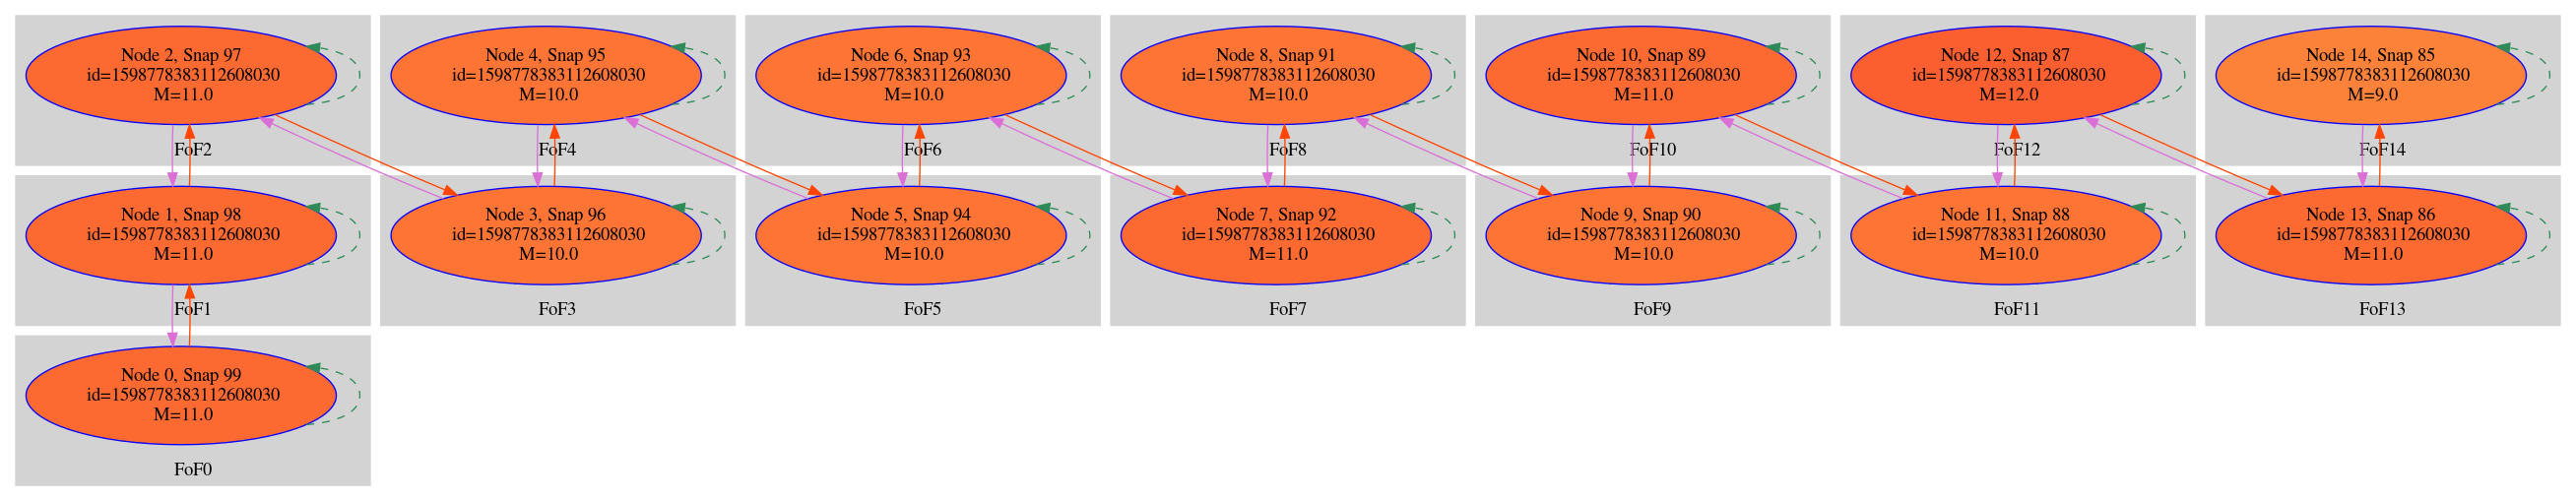 Node 2, Snap 97
id=1598778383112608030
M=11.0
FoF2
Node 4, Snap 95
id=1598778383112608030
M=10.0
FoF4
Node 6, Snap 93
id=1598778383112608030
M=10.0
FoF6
Node 8, Snap 91
id=1598778383112608030
M=10.0
FoF8
Node 10, Snap 89
id=1598778383112608030
M=11.0
FoF10
Node 12, Snap 87
id=1598778383112608030
M=12.0
FoF12
Node 14, Snap 85
id=1598778383112608030
M=9.0
FoF14
Node 1, Snap 98
id=1598778383112608030
M=11.0
FoF1
Node 3, Snap 96
id=1598778383112608030
M=10.0
FoF3
Node 5, Snap 94
id=1598778383112608030
M=10.0
FoF5
Node 7, Snap 92
id=1598778383112608030
M=11.0
FoF7
Node 9, Snap 90
id=1598778383112608030
M=10.0
FoF9
Node 11, Snap 88
id=1598778383112608030
M=10.0
FoF11
Node 13, Snap 86
id=1598778383112608030
M=11.0
FoF13
Node 0, Snap 99
id=1598778383112608030
M=11.0
FoF0